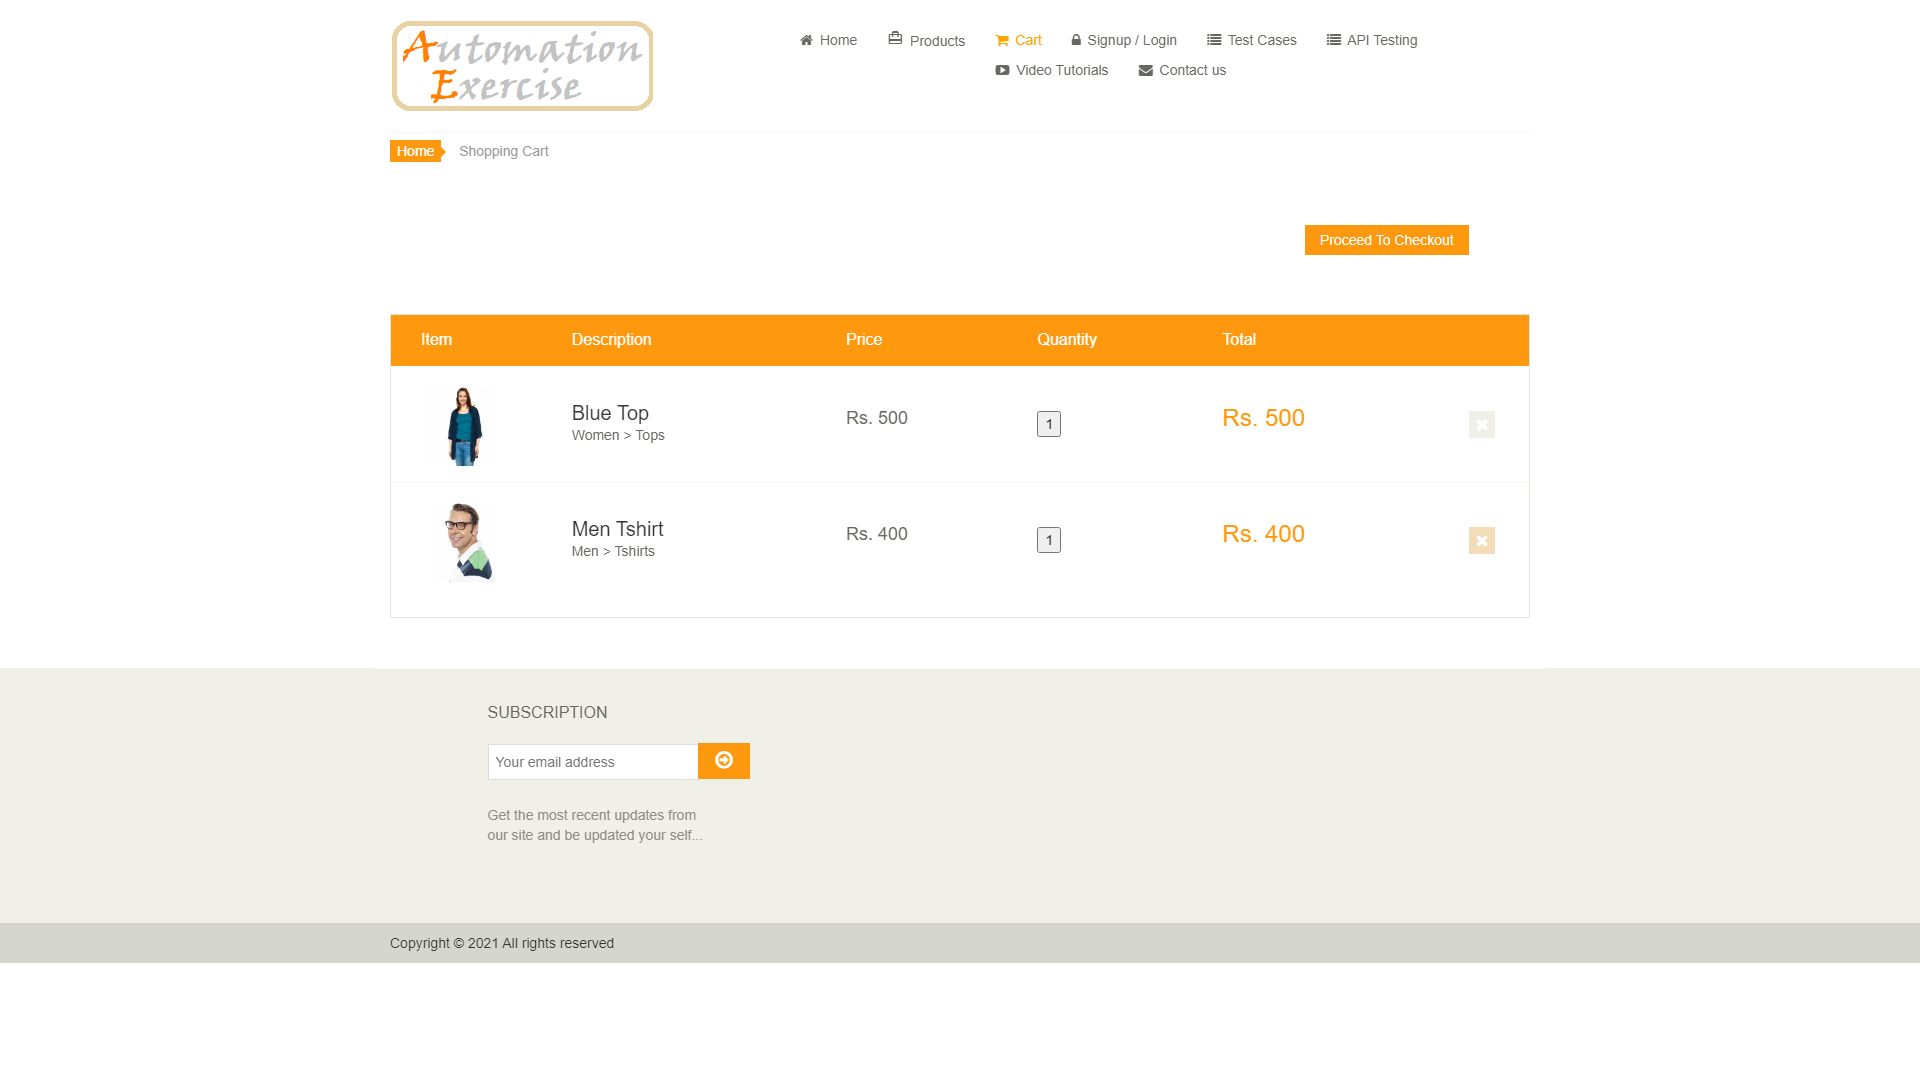 Automation
Exercise
Home
Products
Cart
Signup / Login
Test Cases
API Testing
Video Tutorials
Contact us
Home
Shopping Cart
Proceed To Checkout
Item Description Price Quantity Total
Blue Top
Women > Tops
Rs. 500
1
Rs. 500
Men Tshirt
Men > Tshirts
Rs. 400
1
Rs. 400
SUBSCRIPTION
Your email address
Get the most recent updates from
our site and be updated your self...
Copyright © 2021 All rights reserved